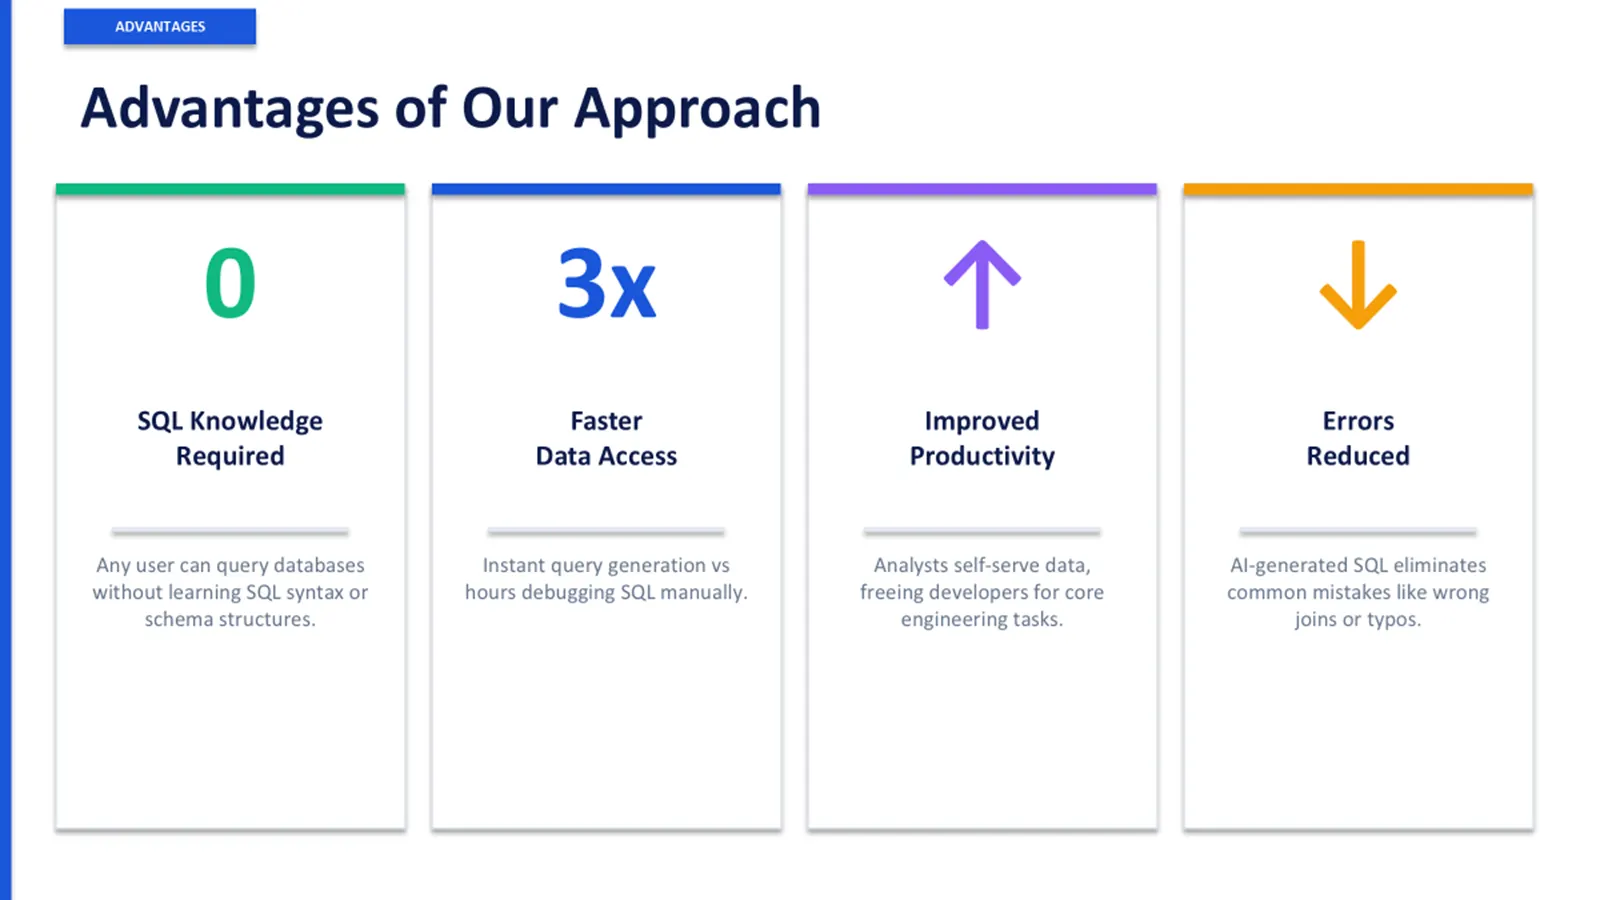 ADVANTAGES
Advantages of Our Approach
0
SQL Knowledge
Required
Any user can query databases
without learning SQL syntax or
schema structures.
3x
Faster
Data Access
Instant query generation vs
hours debugging SQL manually.
↑
Improved
Productivity
Analysts self-serve data,
freeing developers for core
engineering tasks.
↓
Errors
Reduced
AI-generated SQL eliminates
common mistakes like wrong
joins or typos.